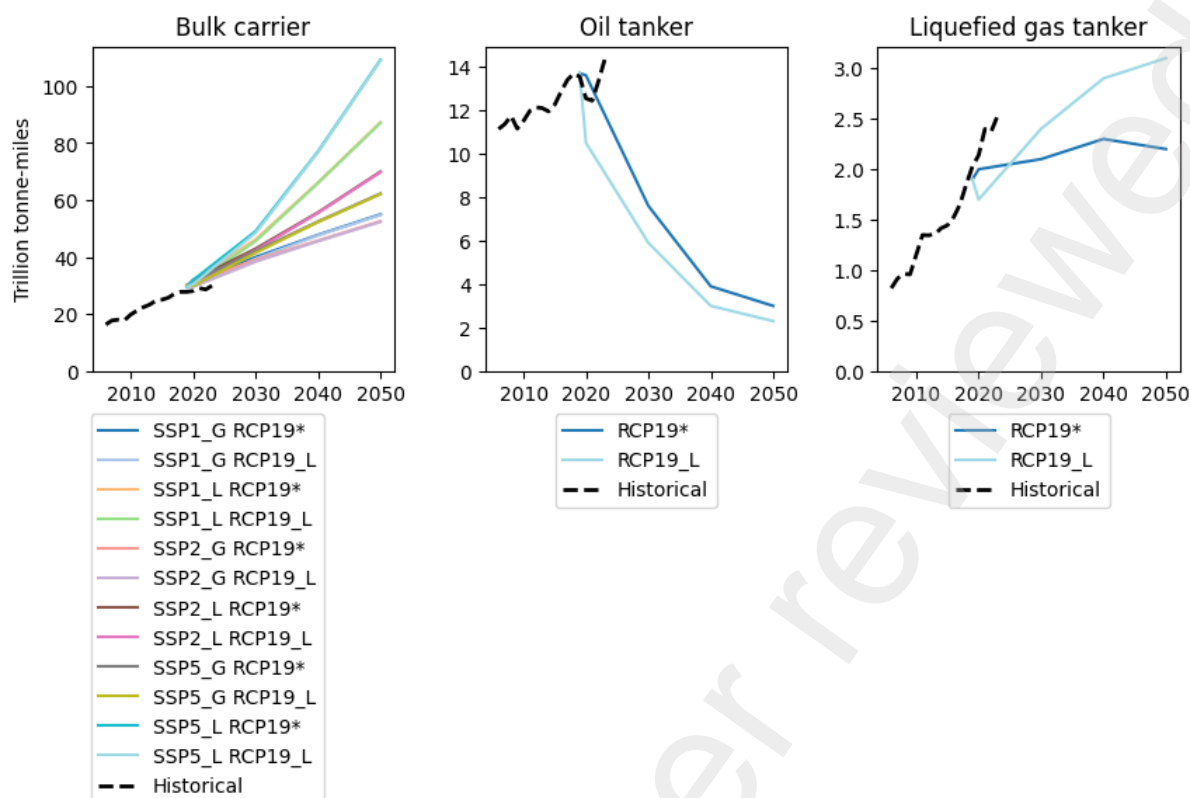 Bulk carrier
Oil tanker
Liquefied gas tanker
Trillion tonne-miles
100
80
60
40
20
0
2010 2020 2030 2040 2050
14
12
10
8
6
4
2
0
2010 2020 2030 2040 2050
3.0
2.5
2.0
1.5
1.0
0.5
0.0
2010 2020 2030 2040 2050
SSP1_G RCP19*
SSP1_G RCP19_L
SSP1_L RCP19*
SSP1_L RCP19_L
SSP2_G RCP19*
SSP2_G RCP19_L
SSP2_L RCP19*
SSP2_L RCP19_L
SSP5_G RCP19*
SSP5_G RCP19_L
SSP5_L RCP19*
SSP5_L RCP19_L
Historical
RCP19*
RCP19_L
Historical
RCP19*
RCP19_L
Historical
er reviewed